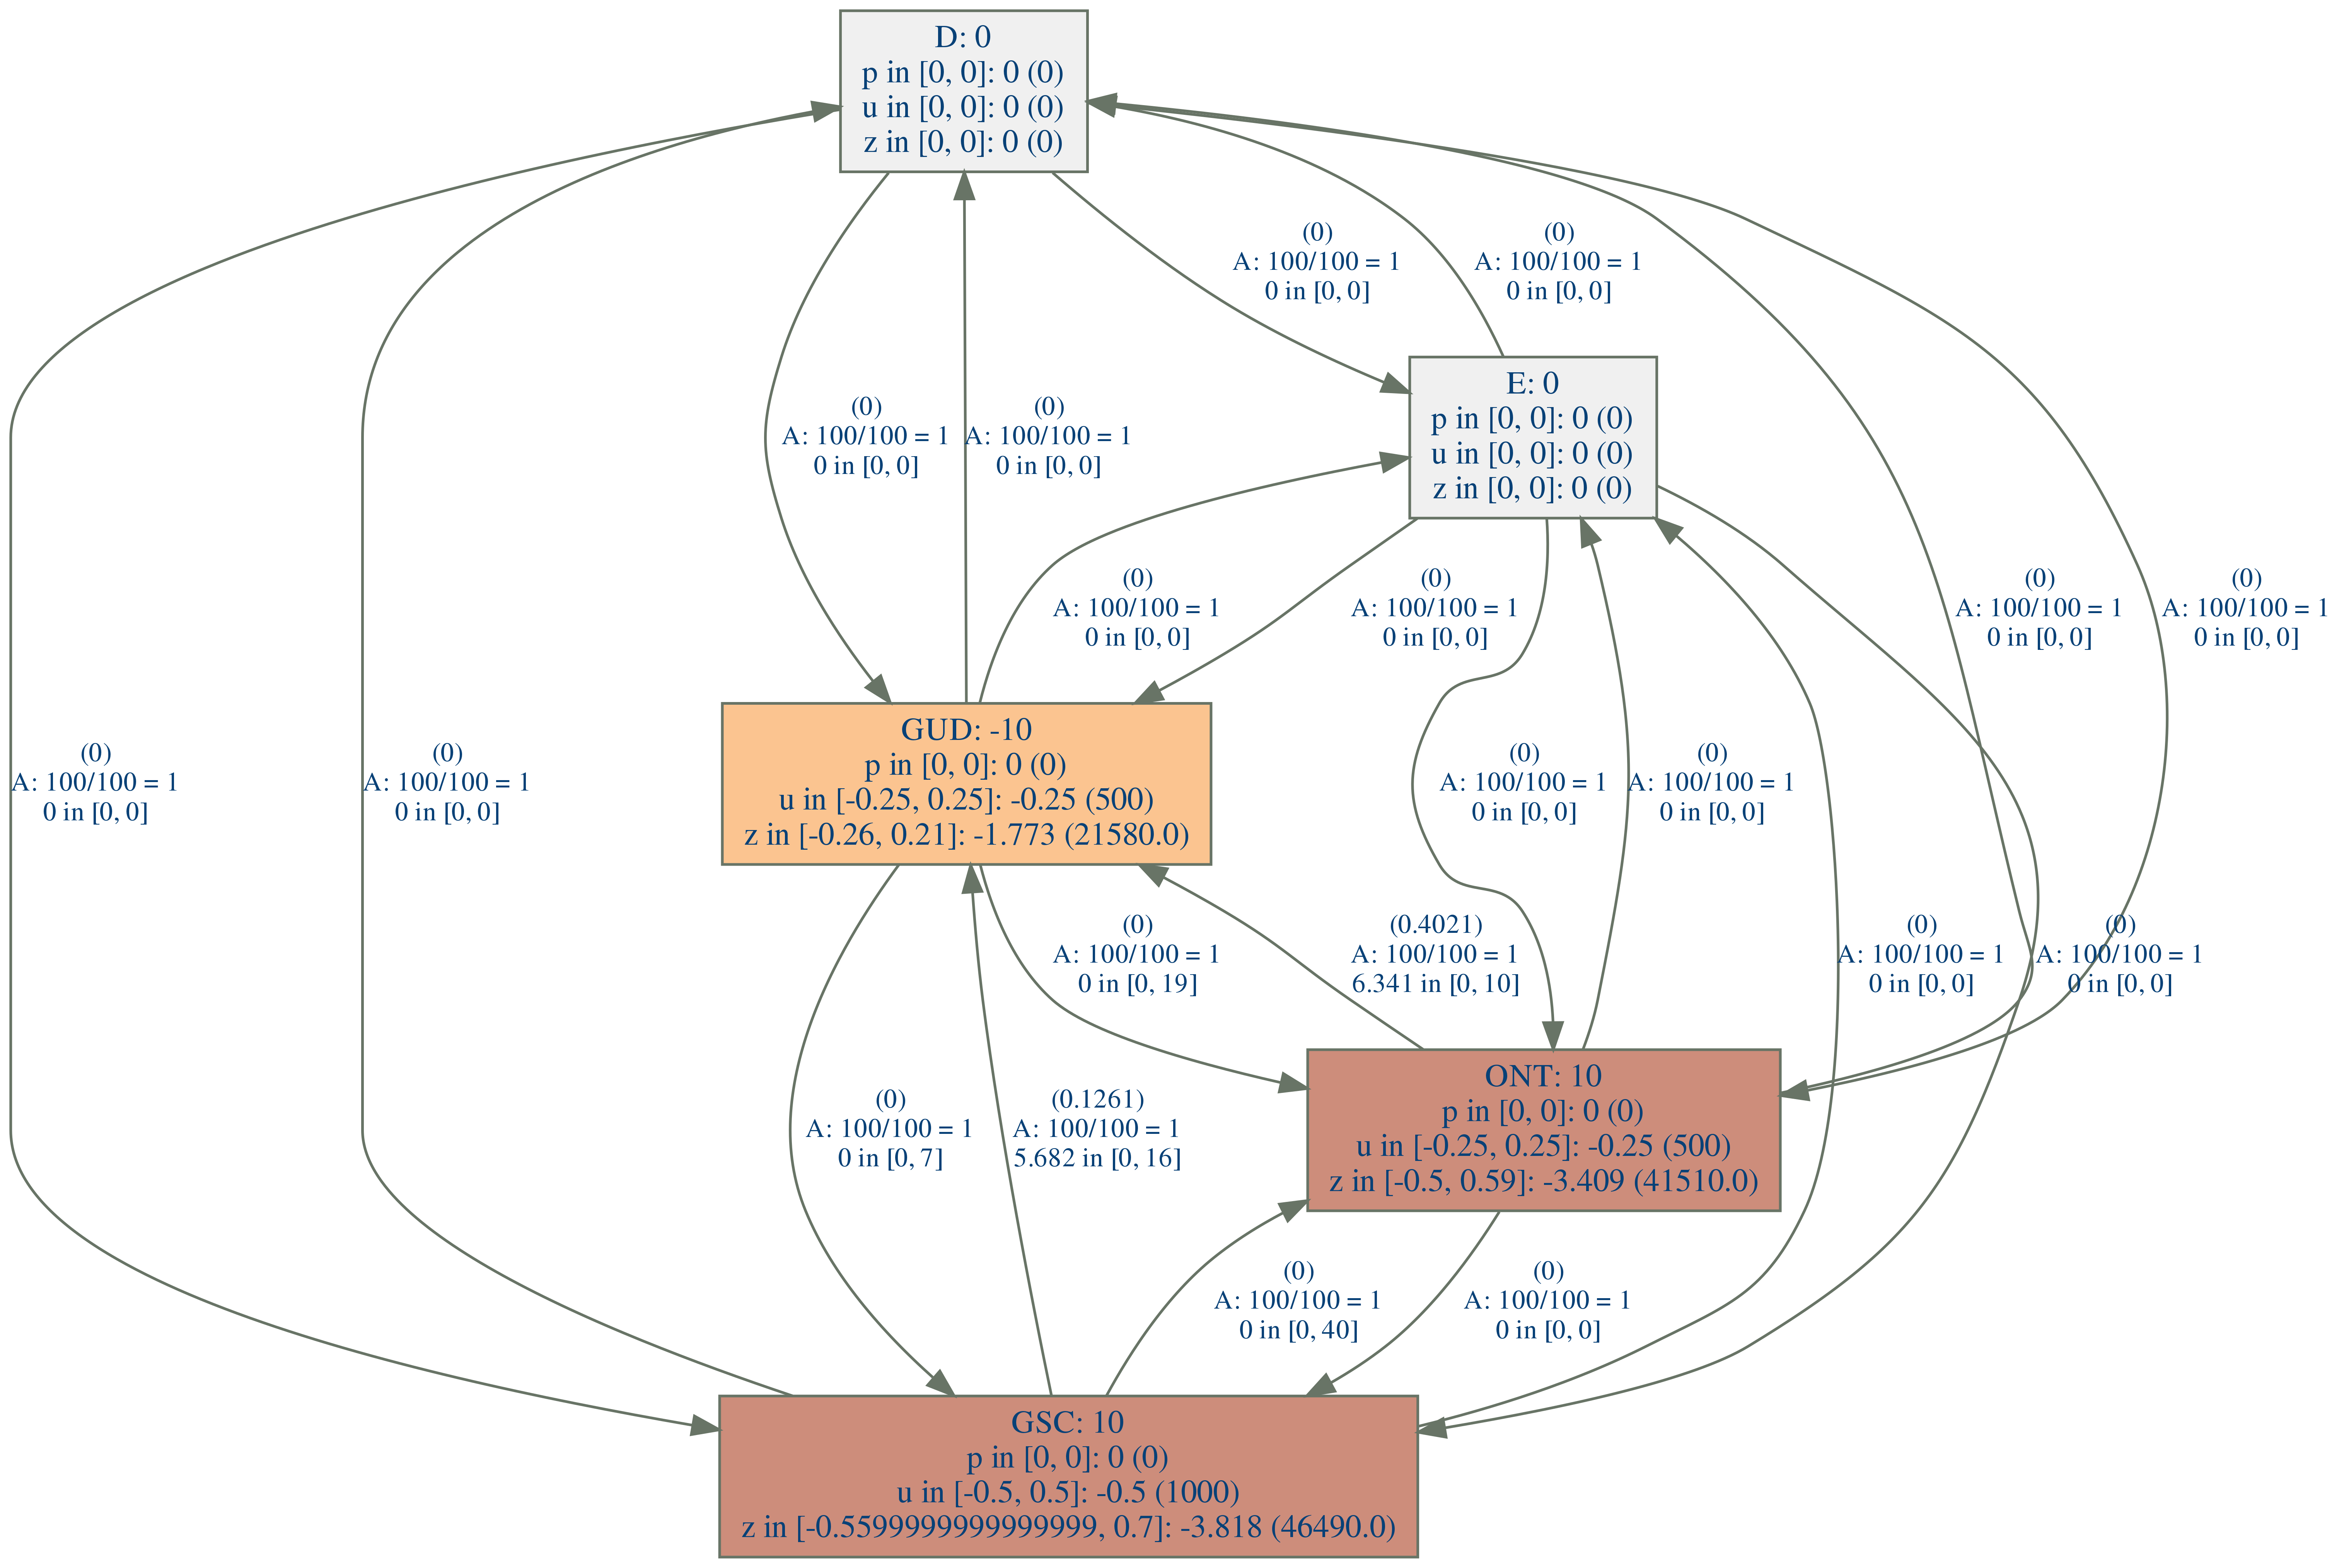 D: 0
p in [0, 0]: 0 (0)
u in [0, 0]: 0 (0)
z in [0, 0]: 0 (0)
(0)
A: 100/100 = 1
0 in [0, 0]
(0)
A: 100/100 = 1
0 in [0, 0]
E: 0
p in [0, 0]: 0 (0)
u in [0, 0]: 0 (0)
z in [0, 0]: 0 (0)
(0)
A: 100/100 = 1
0 in [0, 0]
(0)
A: 100/100 = 1
0 in [0, 0]
(0)
A: 100/100 = 1
0 in [0, 0]
(0)
A: 100/100 = 1
0 in [0, 0]
(0)
A: 100/100 = 1
0 in [0, 0]
(0)
A: 100/100 = 1
0 in [0, 0]
(0)
A: 100/100 = 1
0 in [0, 0]
(0)
A: 100/100 = 1
0 in [0, 0]
GUD: -10
p in [0, 0]: 0 (0)
u in [-0.25, 0.25]: -0.25 (500)
z in [-0.26, 0.21]: -1.773 (21580.0)
(0)
A: 100/100 = 1
0 in [0, 0]
(0)
A: 100/100 = 1
0 in [0, 0]
(0)
A: 100/100 = 1
0 in [0, 19]
(0.4021)
A: 100/100 = 1
6.341 in [0, 10]
(0)
A: 100/100 = 1
0 in [0, 0]
(0)
A: 100/100 = 1
0 in [0, 0]
(0)
A: 100/100 = 1
0 in [0, 7]
(0.1261)
A: 100/100 = 1
5.682 in [0, 16]
ONT: 10
p in [0, 0]: 0 (0)
u in [-0.25, 0.25]: -0.25 (500)
z in [-0.5, 0.59]: -3.409 (41510.0)
(0)
A: 100/100 = 1
0 in [0, 40]
(0)
A: 100/100 = 1
0 in [0, 0]
GSC: 10
p in [0, 0]: 0 (0)
u in [-0.5, 0.5]: -0.5 (1000)
z in [-0.5599999999999999, 0.7]: -3.818 (46490.0)